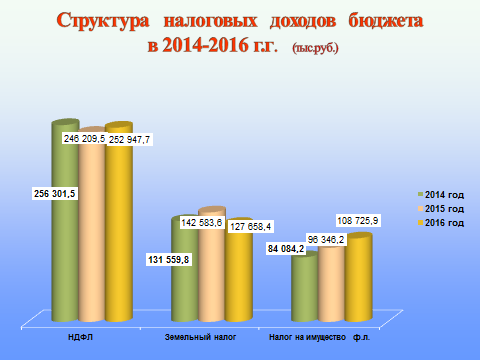 Структура налоговых доходов бюджета
в 2014-2016 г.г. (тыс.руб.)
246 209,5
252 947,7
256 301,5
142 583,6
127 658,4
131 559,8
108 725,9
96 346,2
84 084,2
2014 год
2015 год
2016 год
НДФЛ
Земельный налог
Налог на имущество ф.л.